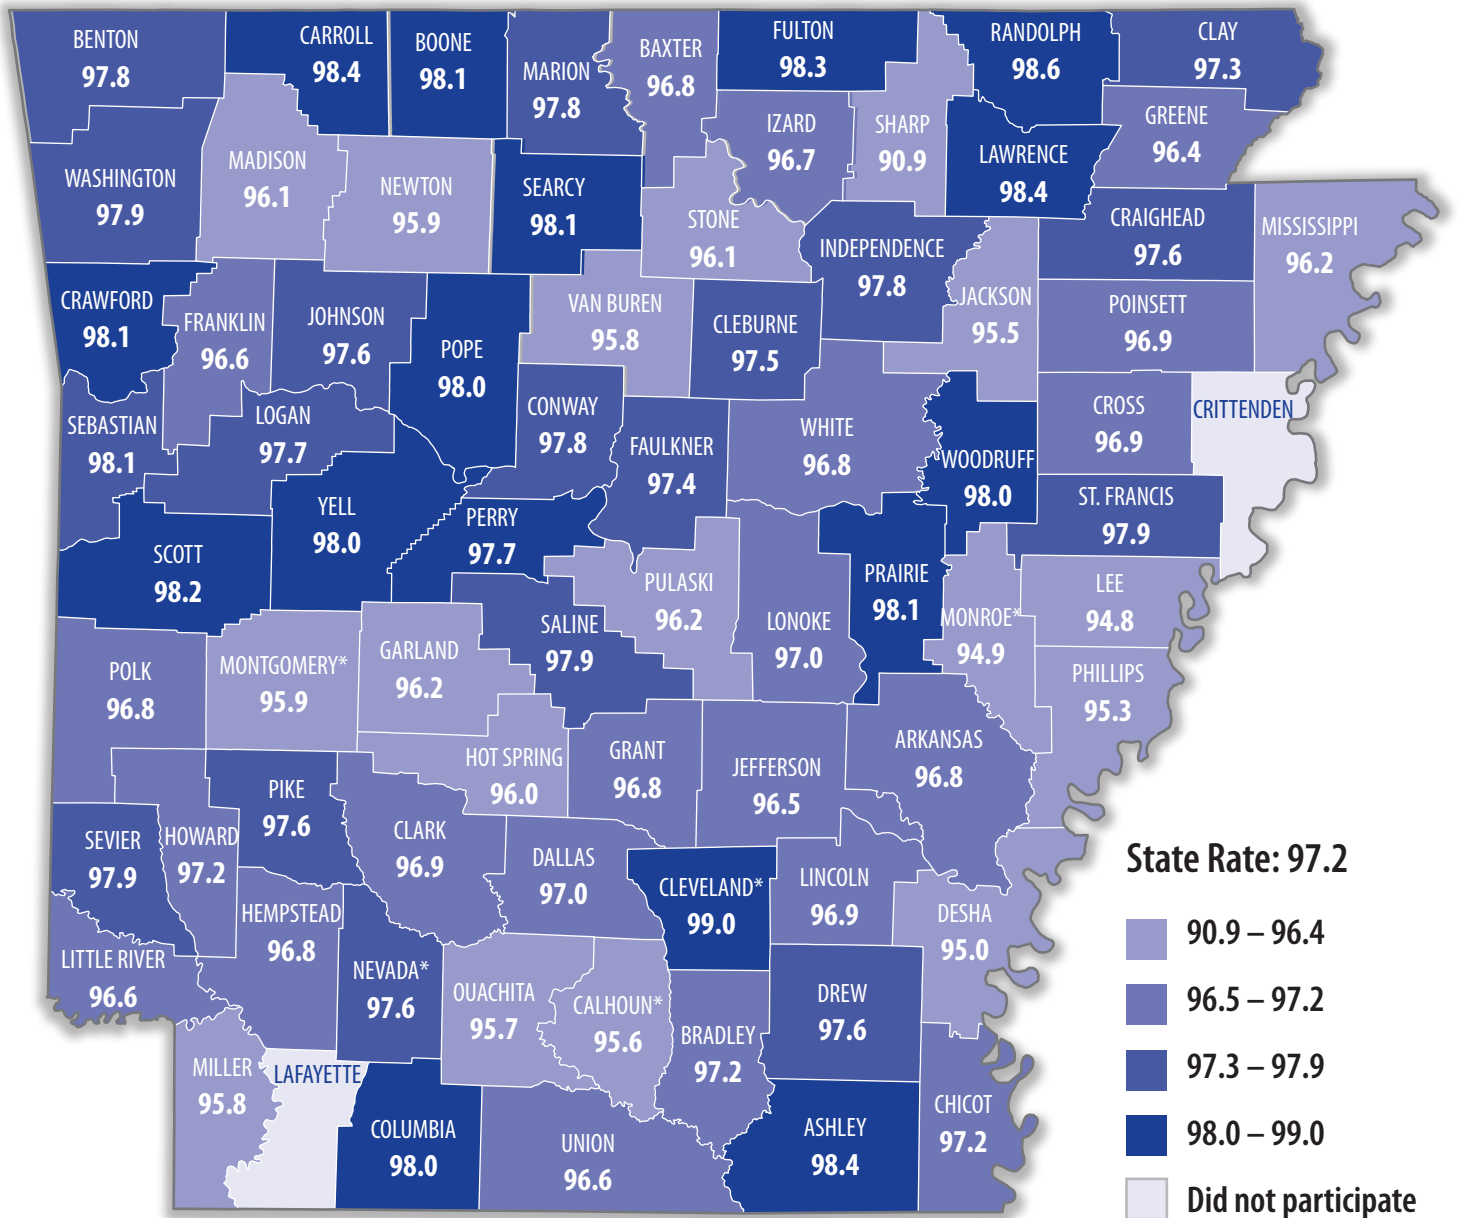 BENTON
97.8
CARROLL
98.4
BOONE
98.1
MARION
97.8
BAXTER
96.8
FULTON
98.3
RANDOLPH
98.6
CLAY
97.3
IZARD
96.7
SHARP
90.9
LAWRENCE
98.4
GREENE
96.4
WASHINGTON
97.9
MADISON
96.1
NEWTON
95.9
SEARCY
98.1
STONE
96.1
INDEPENDENCE
97.8
CRAIGHEAD
97.6
MISSISSIPPI
96.2
CRAWFORD
98.1
FRANKLIN
96.6
JOHNSON
97.6
POPE
98.0
VAN BUREN
95.8
CLEBURNE
97.5
JACKSON
95.5
POINSETT
96.9
SEBASTIAN
98.1
LOGAN
97.7
CONWAY
97.8
FAULKNER
97.4
WHITE
96.8
WOODRUFF
98.0
CROSS
96.9
CRITTENDEN
ST. FRANCIS
97.9
SCOTT
98.2
YELL
98.0
PERRY
97.7
PULASKI
96.2
LONOKE
97.0
PRAIRIE
98.1
MONROE*
94.9
LEE
94.8
POLK
96.8
MONTGOMERY*
95.9
GARLAND
96.2
SALINE
97.9
PHILLIPS
95.3
HOT SPRING
96.0
GRANT
96.8
JEFFERSON
96.5
ARKANSAS
96.8
SEVIER
97.9
HOWARD
97.2
PIKE
97.6
CLARK
96.9
DALLAS
97.0
CLEVELAND*
99.0
LINCOLN
96.9
DESHA
95.0
LITTLE RIVER
96.6
HEMPSTEAD
96.8
NEVADA*
97.6
OUACHITA
95.7
CALHOUN*
95.6
BRADLEY
97.2
DREW
97.6
MILLER
95.8
LAFAYETTE
COLUMBIA
98.0
UNION
96.6
ASHLEY
98.4
CHICOT
97.2
State Rate: 97.2
90.9 – 96.4
96.5 – 97.2
97.3 – 97.9
98.0 – 99.0
Did not participate